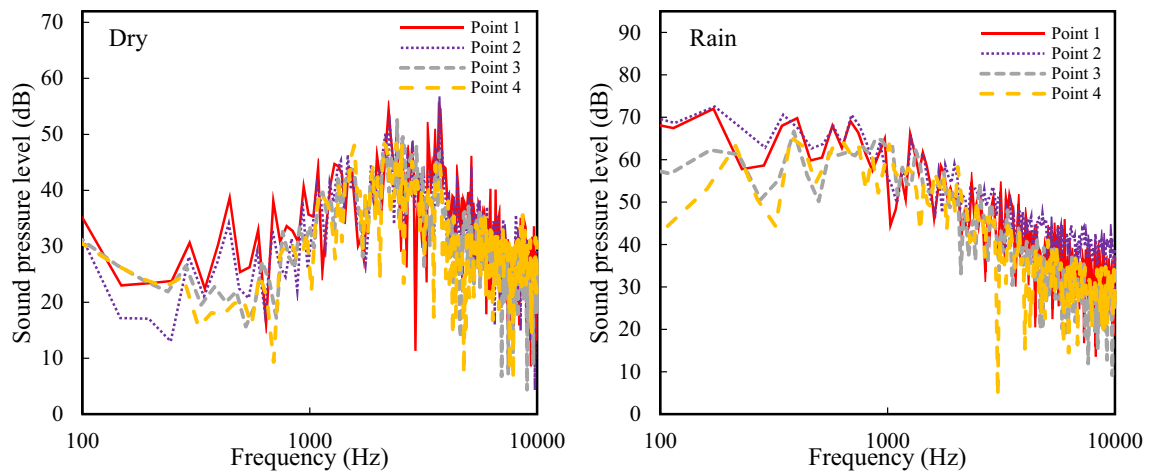 Dry
Point 1
Point 2
Point 3
Point 4
Sound pressure level (dB)
70
60
50
40
30
20
10
0
100
1000
10000
Frequency (Hz)
Rain
Point 1
Point 2
Point 3
Point 4
Sound pressure level (dB)
90
80
70
60
50
40
30
20
10
0
100
1000
10000
Frequency (Hz)